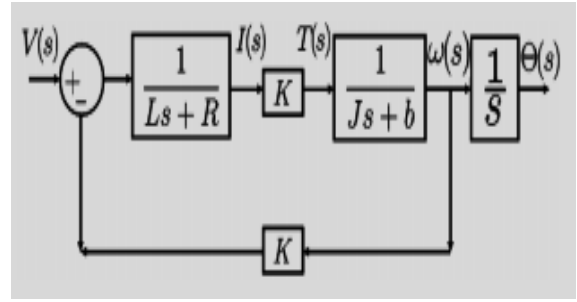 V(s)
+
-
1
Ls + R
I(s)
K
T(s)
1
Js + b
ω(s)
1
S
Θ(s)
K